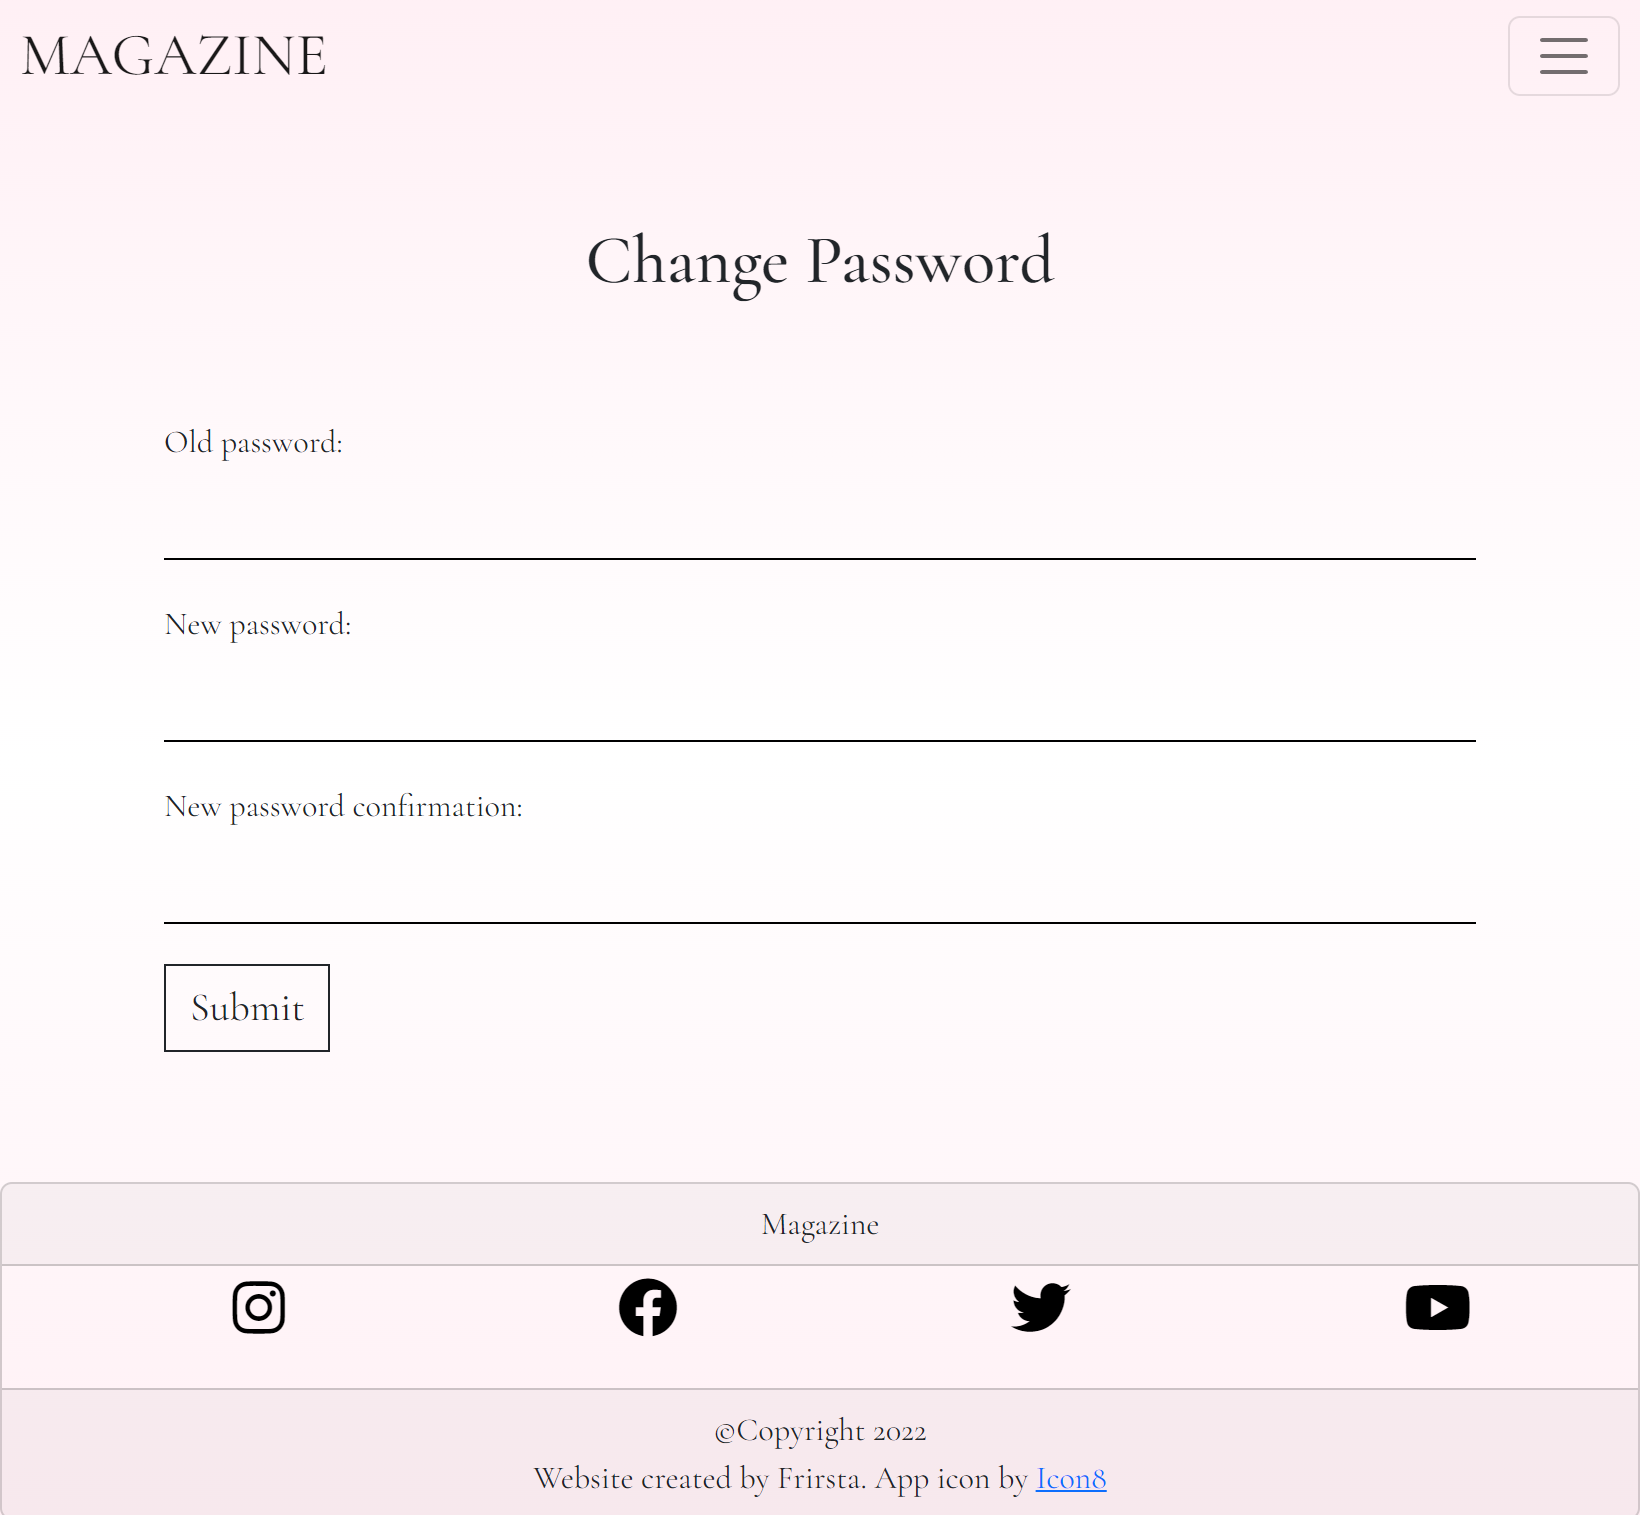 MAGAZINE
Change Password
Old password:
New password:
New password confirmation:
Submit
Magazine
©Copyright 2022
Website created by Frirsta. App icon by Icon8